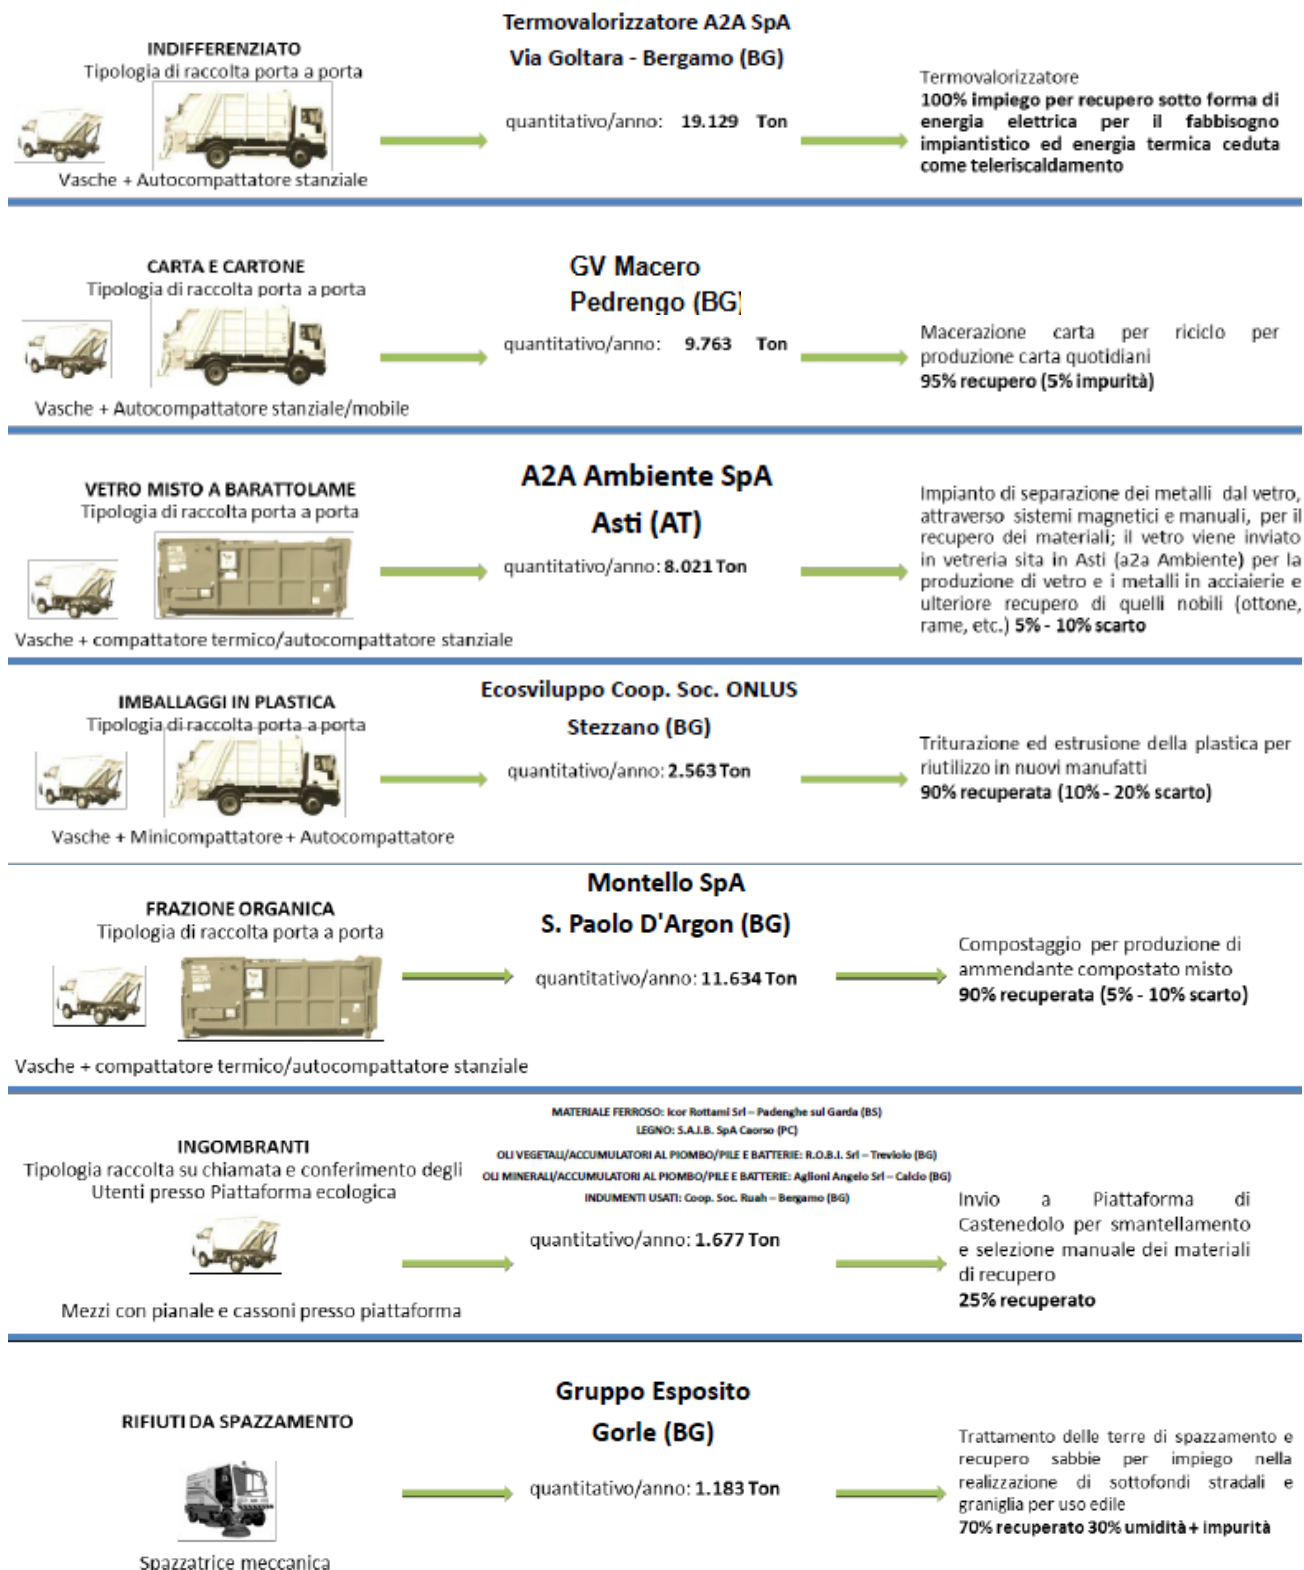 Termovalorizzatore A2A SpA
Via Goltara - Bergamo (BG)
INDIFFERENZIATO
Tipologia di raccolta porta a porta
Vasche + Autocompattatore stanziale
quantitativo/anno: 19.129 Ton
Termovalorizzatore
100% impiego per recupero sotto forma di
energia elettrica per il fabbisogno
impiantistico ed energia termica ceduta
come teleriscaldamento
CARTA E CARTONE
Tipologia di raccolta porta a porta
Vasche + Autocompattatore stanziale/mobile
GV Macero
Pedrengo (BG)
quantitativo/anno: 9.763 Ton
Macerazione carta per riciclo per
produzione carta quotidiani
95% recupero (5% impurità)
VETRO MISTO A BARATTOLAME
Tipologia di raccolta porta a porta
Vasche + compattatore termico/autocompattatore stanziale
A2A Ambiente SpA
Asti (AT)
quantitativo/anno: 8.021 Ton
Impianto di separazione dei metalli dal vetro,
attraverso sistemi magnetici e manuali, per il
recupero dei materiali; il vetro viene inviato
in vetreria sita in Asti (a2a Ambiente) per la
produzione di vetro e i metalli in acciaierie e
ulteriore recupero di quelli nobili (ottone,
rame, etc.) 5% - 10% scarto
IMBALLAGGI IN PLASTICA
Tipologia di raccolta porta a porta
Vasche + Minicompattatore + Autocompattatore
Ecosviluppo Coop. Soc. ONLUS
Stezzano (BG)
quantitativo/anno: 2.563 Ton
Triturazione ed estrusione della plastica per
riutilizzo in nuovi manufatti
90% recuperata (10% - 20% scarto)
FRAZIONE ORGANICA
Tipologia di raccolta porta a porta
Vasche + compattatore termico/autocompattatore stanziale
Montello SpA
S. Paolo D'Argon (BG)
quantitativo/anno: 11.634 Ton
Compostaggio per produzione di
ammendante compostato misto
90% recuperata (5% - 10% scarto)
INGOMBRANTI
Tipologia raccolta su chiamata e conferimento degli
Utenti presso Piattaforma ecologica
Mezzi con pianale e cassoni presso piattaforma
MATERIALE FERROSO: Icor Rottami Srl – Padenghe sul Garda (BS)
LEGNO: S.A.I.B. SpA Caorso (PC)
OLI VEGETALI/ACCUMULATORI AL PIOMBO/PILE E BATTERIE: R.O.B.I. Srl – Treviolo (BG)
OLI MINERALI/ACCUMULATORI AL PIOMBO/PILE E BATTERIE: Aglioni Angelo Srl – Calcio (BG)
INDUMENTI USATI: Coop. Soc. Ruah – Bergamo (BG)
quantitativo/anno: 1.677 Ton
Invio a Piattaforma di
Castenedolo per smantellamento
e selezione manuale dei materiali
di recupero
25% recuperato
RIFIUTI DA SPAZZAMENTO
Spazzatrice meccanica
Gruppo Esposito
Gorle (BG)
quantitativo/anno: 1.183 Ton
Trattamento delle terre di spazzamento e
recupero sabbie per impiego nella
realizzazione di sottofondi stradali e
graniglia per uso edile
70% recuperato 30% umidità + impurità